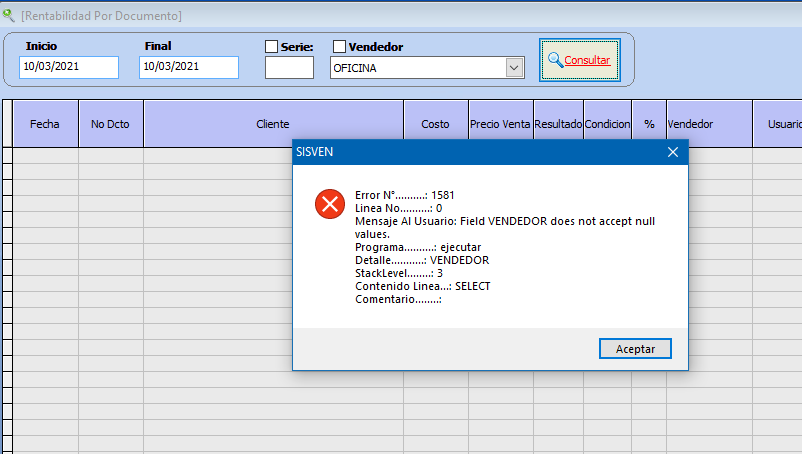 [Rentabilidad Por Documento]
Inicio Final Serie: Vendedor
10/03/2021 10/03/2021 OFICINA Consultar
Fecha No Dcto Cliente Costo Precio Venta Resultado Condicion % Vendedor Usuario
SISVEN
Error N°..........: 1581
Linea No..........: 0
Mensaje Al Usuario: Field VENDEDOR does not accept null
values.
Programa..........: ejecutar
Detalle...........: VENDEDOR
StackLevel........: 3
Contenido Linea...: SELECT
Comentario........:
Aceptar